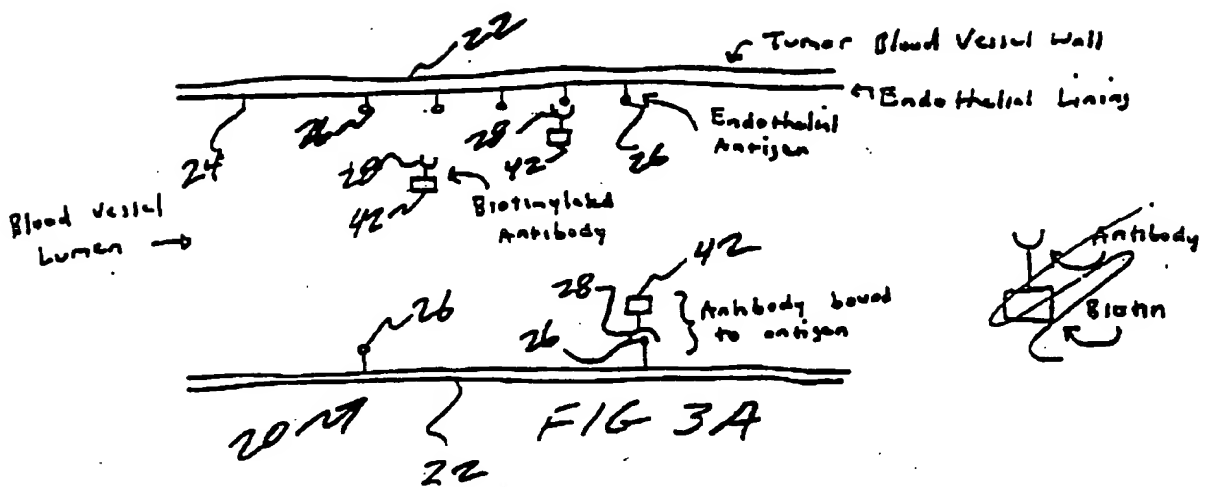 22
Tumor Blood Vessel Wall
Endothelial Lining
24
26
28
42
26
Endothelial
Antigen
28
42
Biotinylated
Antibody
Blood Vessel
Lumen
Antibody
Biotin
26
28
26
42
Antibody bound
to antigen
20
22
FIG 3A